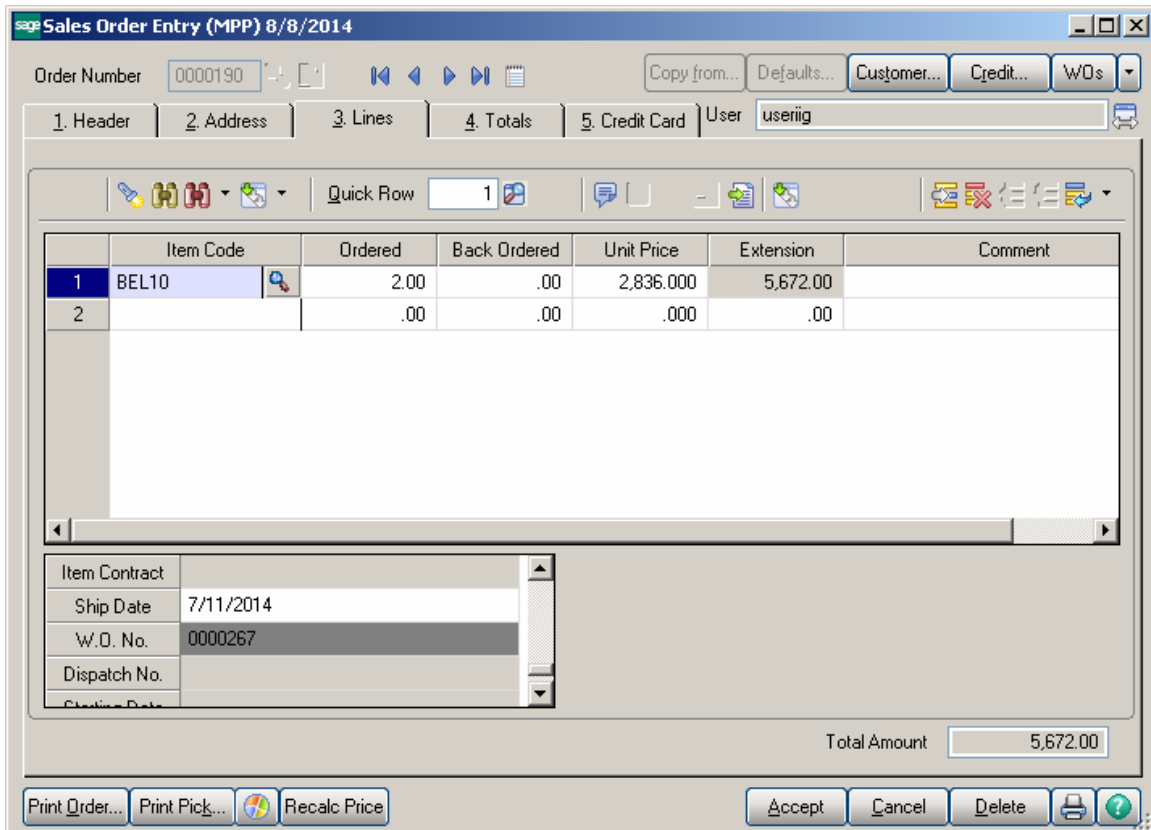 sage Sales Order Entry (MPP) 8/8/2014
Order Number 0000190 Copy from... Defaults... Customer... Credit... WOs
1. Header 2. Address 3. Lines 4. Totals 5. Credit Card User useriig
Quick Row 1
Item Code Ordered Back Ordered Unit Price Extension Comment
1 BEL10 2.00 .00 2,836.000 5,672.00
2 .00 .00 .000 .00
Item Contract
Ship Date 7/11/2014
W.O. No. 0000267
Dispatch No.
Starting Date
Total Amount 5,672.00
Print Order... Print Pick... Recalc Price Accept Cancel Delete